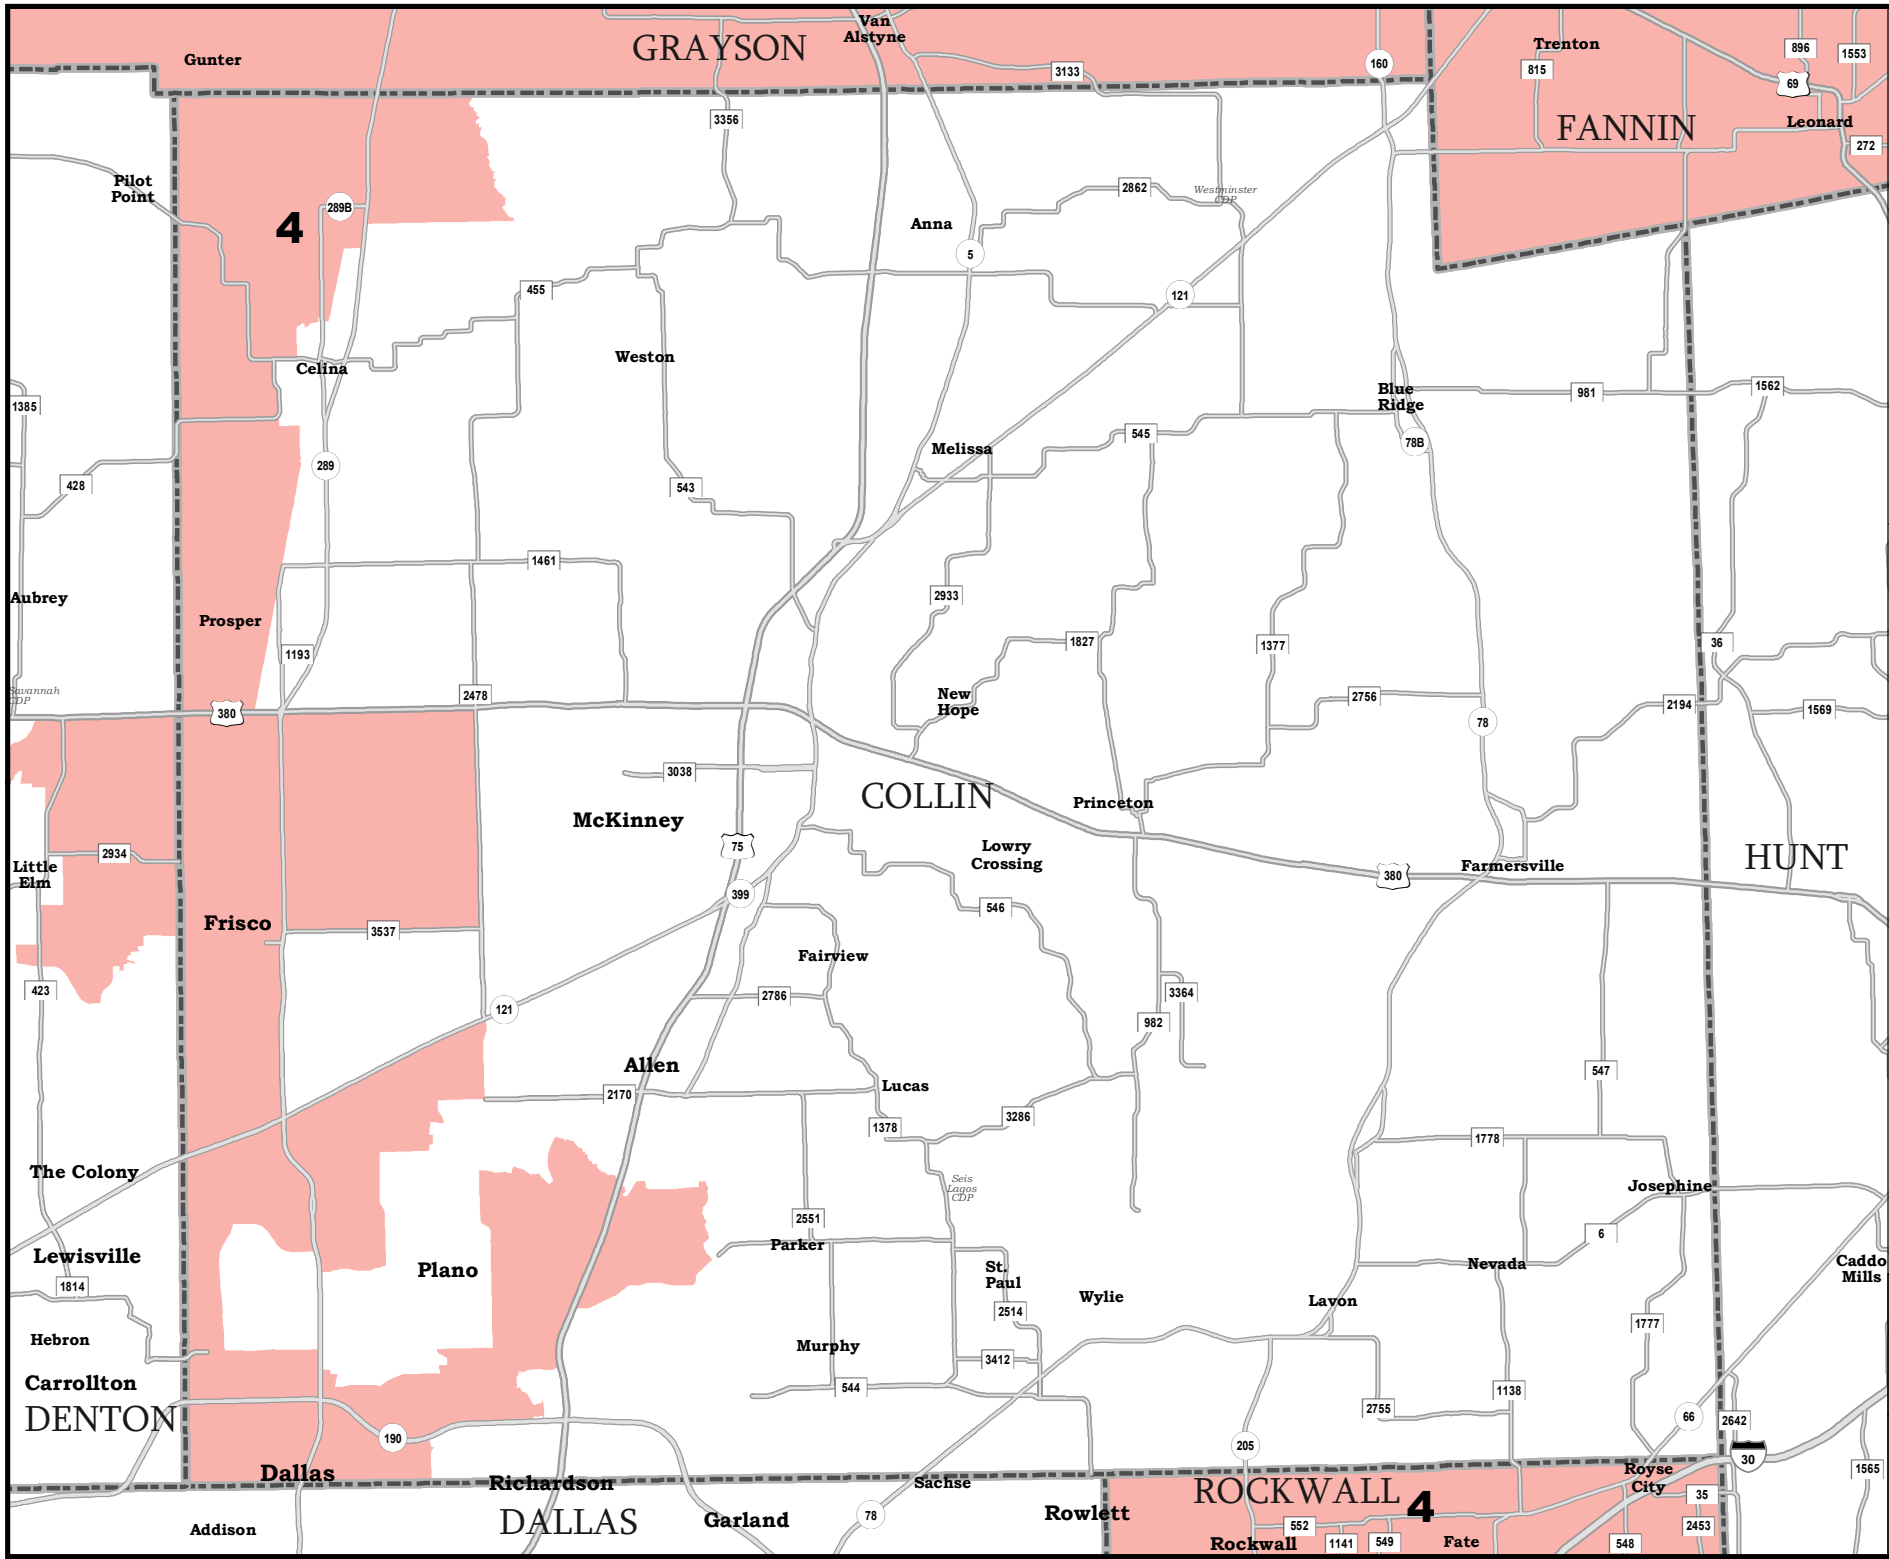 Van
Alstyne
GRAYSON
Gunter
Trenton
896
1553
160
815
3133
69
3356
FANNIN
Leonard
272
Pilot
Point
2862
Westminster
CDP
289B
4
Anna
5
455
121
Weston
Celina
Blue
Ridge
981
1562
1385
545
78B
Melissa
289
428
543
1461
Aubrey
2933
Prosper
1827
1377
36
1193
Savannah
CDP
2478
New
Hope
2756
2194
1569
380
78
3038
COLLIN
Princeton
McKinney
75
Lowry
Crossing
2934
Little
Elm
HUNT
Farmersville
380
399
546
Frisco
3537
Fairview
423
2786
3364
121
982
Allen
547
2170
Lucas
1378
3286
1778
The Colony
Seis
Lagos
CDP
Josephine
2551
6
Parker
Lewisville
Plano
St.
Paul
Nevada
Caddo
Mills
1814
Wylie
Lavon
2514
1777
Hebron
Murphy
3412
Carrollton
544
1138
2755
DENTON
66
2642
190
205
30
Dallas
Richardson
Sachse
Royse
City
1565
ROCKWALL
4
35
Addison
DALLAS
Garland
78
Rowlett
552
2453
Rockwall
1141
549
Fate
548